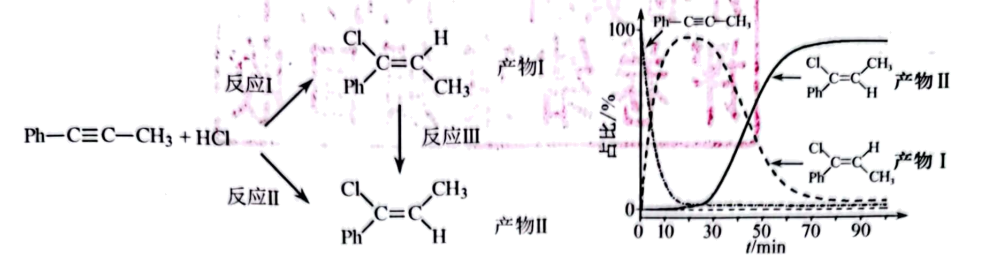 Cl
H
C=C
Ph
CH₃
产物I
反应I
Ph—C≡C—CH₃ + HCl
反应III
反应II
Cl
CH₃
C=C
Ph
H
产物II
占比/%
100
0
Ph—C≡C—CH₃
Cl
CH₃
C=C
Ph
H
产物II
Cl
H
C=C
Ph
CH₃
产物I
0 10 30 50 70 90
t/min